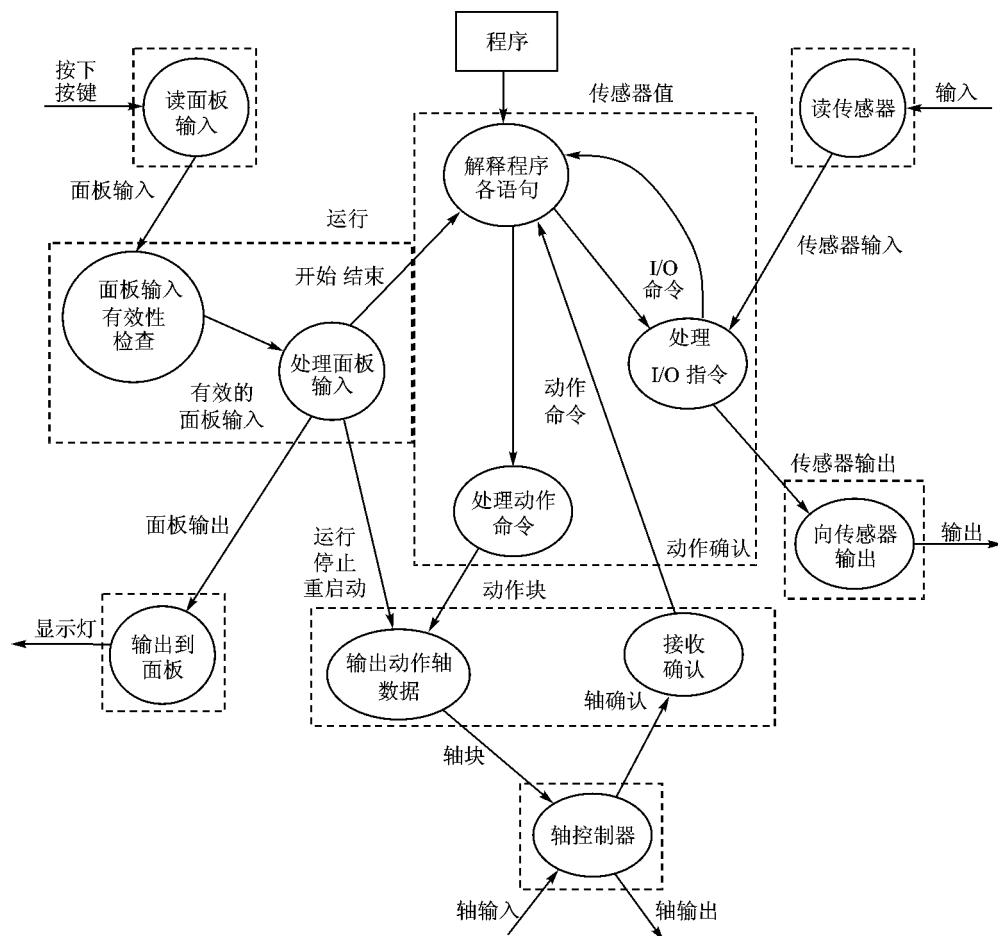 程序
按下
按键
读面板
输入
传感器值
读传感器
输入
解释程序
各语句
面板输入
运行
传感器输入
开始 结束
I/O
命令
面板输入
有效性
检查
处理面板
输入
处理
I/O 指令
有效的
面板输入
动作
命令
传感器输出
处理动作
命令
面板输出
运行
停止
重启动
动作确认
向传感器
输出
输出
动作块
显示灯
输出到
面板
输出动作轴
数据
接收
确认
轴确认
轴块
轴控制器
轴输入
轴输出